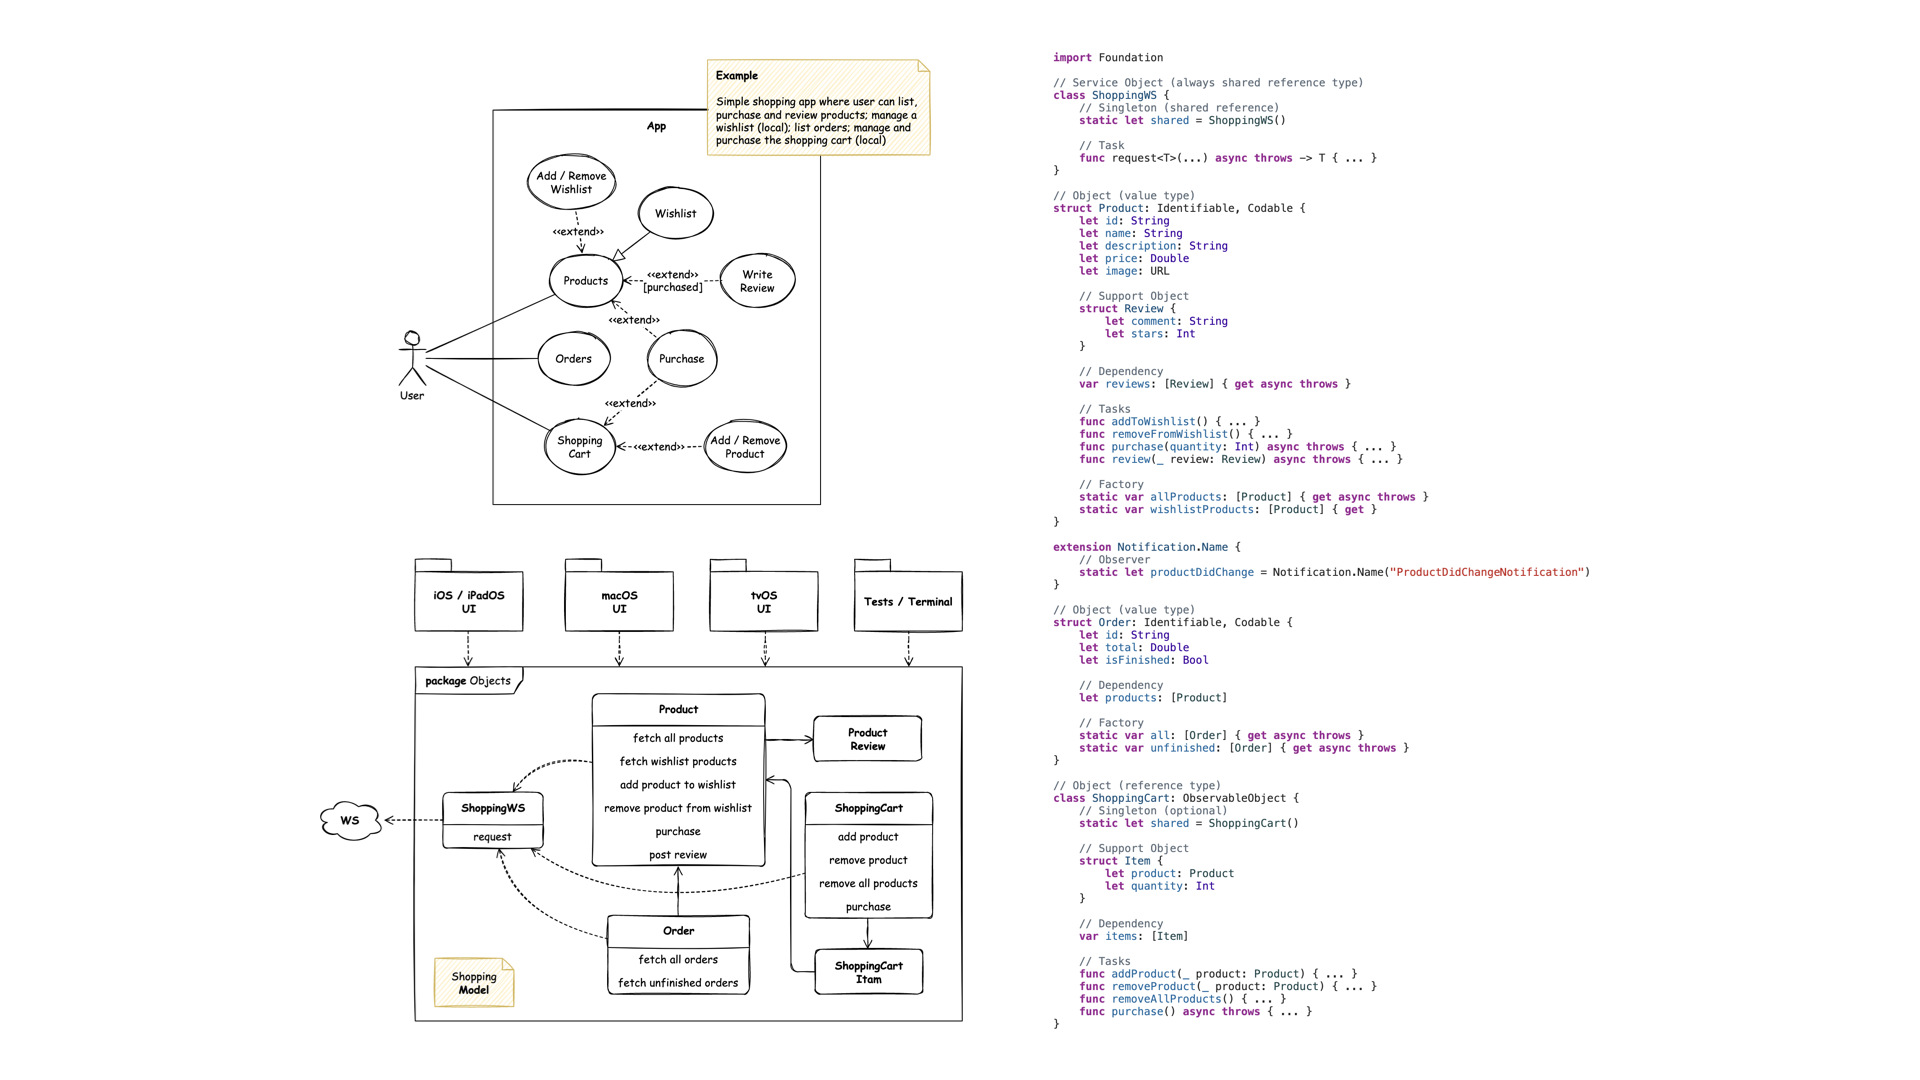 Example
Simple shopping app where user can list,
purchase and review products; manage a
wishlist (local); list orders; manage and
purchase the shopping cart (local)
App
Add / Remove
Wishlist
Wishlist
<<extend>>
Products
<<extend>>
[purchased]
Write
Review
<<extend>>
Orders
Purchase
User
<<extend>>
Shopping
Cart
<<extend>>
Add / Remove
Product
iOS / iPadOS
UI
macOS
UI
tvOS
UI
Tests / Terminal
package Objects
Product
fetch all products
fetch wishlist products
add product to wishlist
remove product from wishlist
purchase
post review
Product
Review
ShoppingWS
request
WS
ShoppingCart
add product
remove product
remove all products
purchase
Order
fetch all orders
fetch unfinished orders
ShoppingCart
Itam
Shopping
Model
import Foundation
// Service Object (always shared reference type)
class ShoppingWS {
// Singleton (shared reference)
static let shared = ShoppingWS()
// Task
func request<T>(...) async throws -> T { ... }
}
// Object (value type)
struct Product: Identifiable, Codable {
let id: String
let name: String
let description: String
let price: Double
let image: URL
// Support Object
struct Review {
let comment: String
let stars: Int
}
// Dependency
var reviews: [Review] { get async throws }
// Tasks
func addToWishlist() { ... }
func removeFromWishlist() { ... }
func purchase(quantity: Int) async throws { ... }
func review(_ review: Review) async throws { ... }
// Factory
static var allProducts: [Product] { get async throws }
static var wishlistProducts: [Product] { get }
}
extension Notification.Name {
// Observer
static let productDidChange = Notification.Name("ProductDidChangeNotification")
}
// Object (value type)
struct Order: Identifiable, Codable {
let id: String
let total: Double
let isFinished: Bool
// Dependency
let products: [Product]
// Factory
static var all: [Order] { get async throws }
static var unfinished: [Order] { get async throws }
}
// Object (reference type)
class ShoppingCart: ObservableObject {
// Singleton (optional)
static let shared = ShoppingCart()
// Support Object
struct Item {
let product: Product
let quantity: Int
}
// Dependency
var items: [Item]
// Tasks
func addProduct(_ product: Product) { ... }
func removeProduct(_ product: Product) { ... }
func removeAllProducts() { ... }
func purchase() async throws { ... }
}